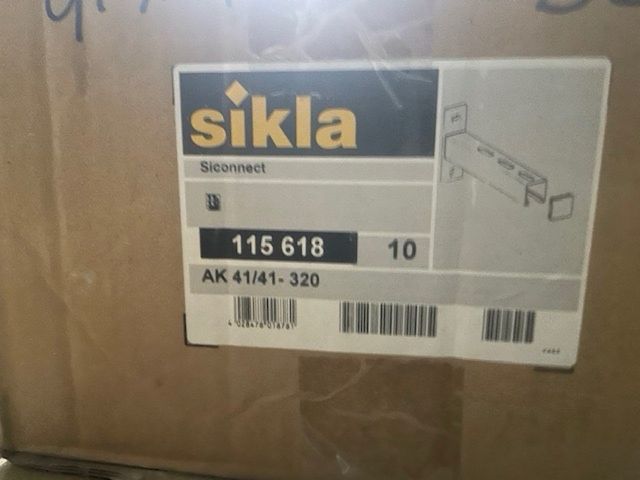 sikla
Siconnect
115 618 10
AK 41/41- 320